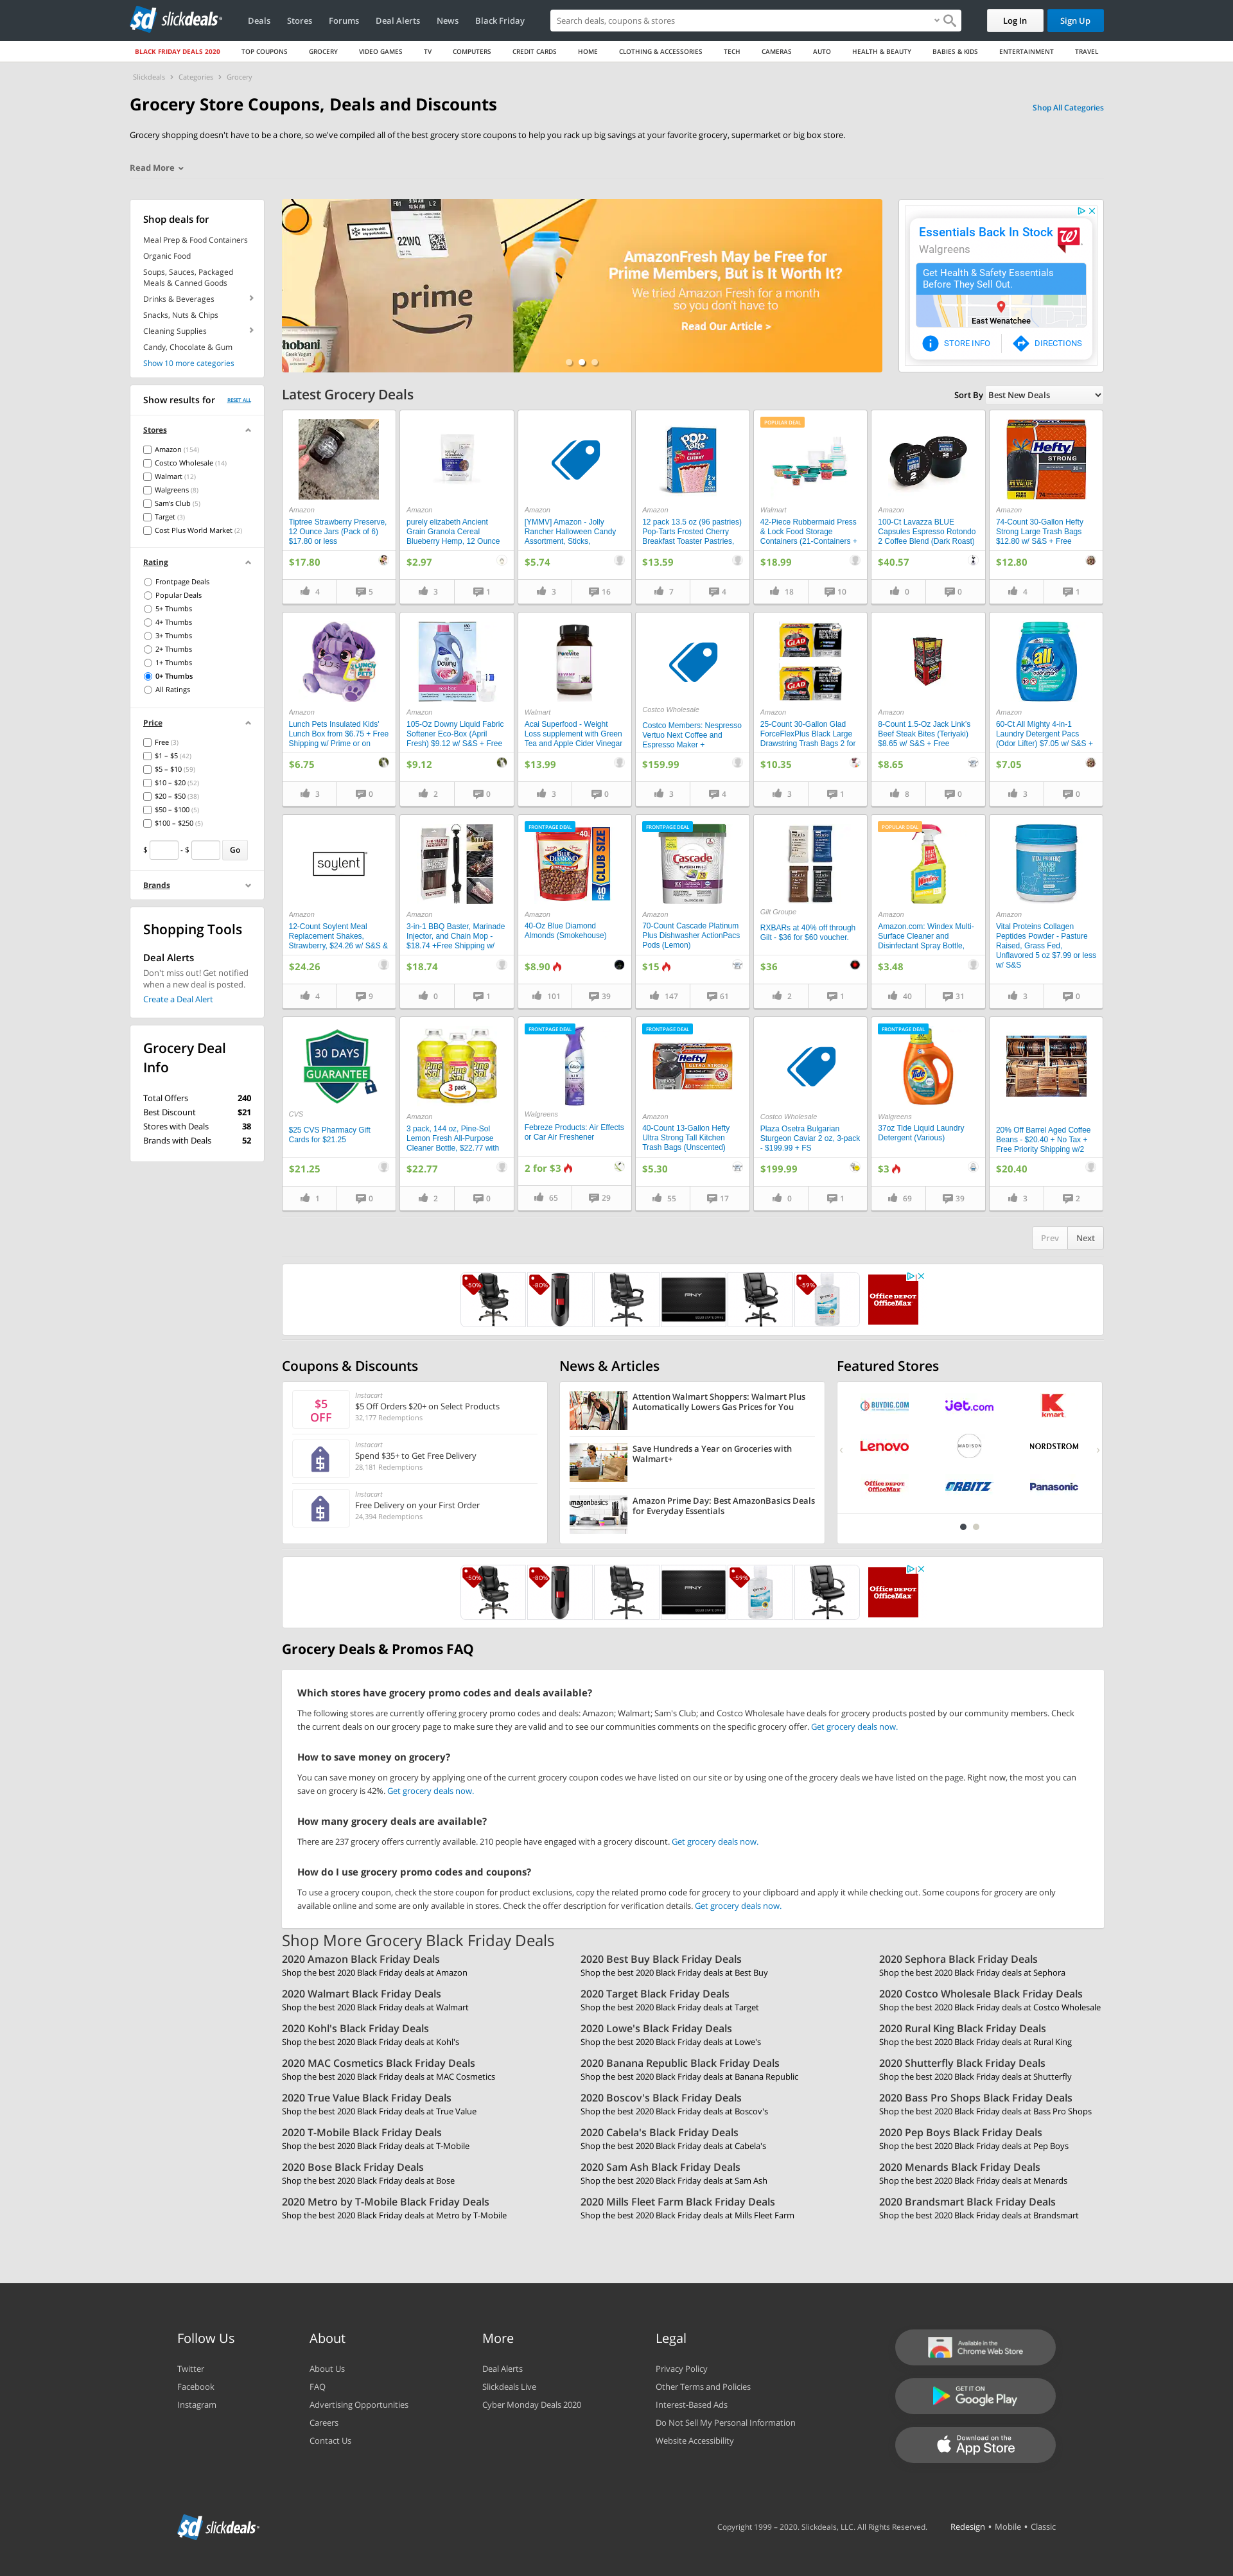 slickdeals
Deals
Stores
Forums
Deal Alerts
News
Black Friday
Search deals, coupons & stores
Log In
Sign Up
BLACK FRIDAY DEALS 2020
TOP COUPONS
GROCERY
VIDEO GAMES
TV
COMPUTERS
CREDIT CARDS
HOME
CLOTHING & ACCESSORIES
TECH
CAMERAS
AUTO
HEALTH & BEAUTY
BABIES & KIDS
ENTERTAINMENT
TRAVEL
Slickdeals > Categories > Grocery
Grocery Store Coupons, Deals and Discounts
Shop All Categories
Grocery shopping doesn't have to be a chore, so we've compiled all of the best grocery store coupons to help you rack up big savings at your favorite grocery, supermarket or big box store.
Read More
Shop deals for
Meal Prep & Food Containers
Organic Food
Soups, Sauces, Packaged
Meals & Canned Goods
Drinks & Beverages
Snacks, Nuts & Chips
Cleaning Supplies
Candy, Chocolate & Gum
Show 10 more categories
Show results for
RESET ALL
Stores
Amazon (154)
Costco Wholesale (14)
Walmart (12)
Walgreens (8)
Sam's Club (5)
Target (3)
Cost Plus World Market (2)
Rating
Frontpage Deals
Popular Deals
5+ Thumbs
4+ Thumbs
3+ Thumbs
2+ Thumbs
1+ Thumbs
0+ Thumbs
All Ratings
Price
Free (3)
$1 – $5 (42)
$5 – $10 (59)
$10 – $20 (52)
$20 – $50 (38)
$50 – $100 (5)
$100 – $250 (5)
$ - $ Go
Brands
Shopping Tools
Deal Alerts
Don't miss out! Get notified
when a new deal is posted.
Create a Deal Alert
Grocery Deal
Info
Total Offers 240
Best Discount $21
Stores with Deals 38
Brands with Deals 52
22WQ
prime
Chobani
AmazonFresh May be Free for
Prime Members, But is it Worth It?
We tried Amazon Fresh for a month
so you don't have to
Read Our Article >
Essentials Back In Stock
Walgreens
Get Health & Safety Essentials
Before They Sell Out.
East Wenatchee
STORE INFO
DIRECTIONS
Latest Grocery Deals
Sort By Best New Deals
Amazon
Tiptree Strawberry Preserve,
12 Ounce Jars (Pack of 6)
$17.80 or less
$17.80
4
5
Amazon
purely elizabeth Ancient
Grain Granola Cereal
Blueberry Hemp, 12 Ounce
$2.97
3
1
Amazon
[YMMV] Amazon - Jolly
Rancher Halloween Candy
Assortment, Sticks,
$5.74
3
16
Amazon
12 pack 13.5 oz (96 pastries)
Pop-Tarts Frosted Cherry
Breakfast Toaster Pastries,
$13.59
7
4
POPULAR DEAL
Walmart
42-Piece Rubbermaid Press
& Lock Food Storage
Containers (21-Containers +
$18.99
18
10
Amazon
100-Ct Lavazza BLUE
Capsules Espresso Rotondo
2 Coffee Blend (Dark Roast)
$40.57
0
0
Amazon
74-Count 30-Gallon Hefty
Strong Large Trash Bags
$12.80 w/ S&S + Free
$12.80
4
1
Amazon
Lunch Pets Insulated Kids'
Lunch Box from $6.75 + Free
Shipping w/ Prime or on
$6.75
3
0
Amazon
105-Oz Downy Liquid Fabric
Softener Eco-Box (April
Fresh) $9.12 w/ S&S + Free
$9.12
2
0
Walmart
Acai Superfood - Weight
Loss supplement with Green
Tea and Apple Cider Vinegar
$13.99
3
0
Costco Wholesale
Costco Members: Nespresso
Vertuo Next Coffee and
Espresso Maker +
$159.99
3
4
Amazon
25-Count 30-Gallon Glad
ForceFlexPlus Black Large
Drawstring Trash Bags 2 for
$10.35
3
1
Amazon
8-Count 1.5-Oz Jack Link's
Beef Steak Bites (Teriyaki)
$8.65 w/ S&S + Free
$8.65
8
0
Amazon
60-Ct All Mighty 4-in-1
Laundry Detergent Pacs
(Odor Lifter) $7.05 w/ S&S +
$7.05
3
0
soylent
Amazon
12-Count Soylent Meal
Replacement Shakes,
Strawberry, $24.26 w/ S&S &
$24.26
4
9
Amazon
3-in-1 BBQ Baster, Marinade
Injector, and Chain Mop -
$18.74 +Free Shipping w/
$18.74
0
1
FRONTPAGE DEAL
Amazon
40-Oz Blue Diamond
Almonds (Smokehouse)
$8.90
101
39
FRONTPAGE DEAL
Amazon
70-Count Cascade Platinum
Plus Dishwasher ActionPacs
Pods (Lemon)
$15
147
61
Gilt Groupe
RXBARs at 40% off through
Gilt - $36 for $60 voucher.
$36
2
1
POPULAR DEAL
Amazon
Amazon.com: Windex Multi-
Surface Cleaner and
Disinfectant Spray Bottle,
$3.48
40
31
Amazon
Vital Proteins Collagen
Peptides Powder - Pasture
Raised, Grass Fed,
Unflavored 5 oz $7.99 or less
w/ S&S
3
0
30 DAYS
GUARANTEE
CVS
$25 CVS Pharmacy Gift
Cards for $21.25
$21.25
1
0
Amazon
3 pack, 144 oz, Pine-Sol
Lemon Fresh All-Purpose
Cleaner Bottle, $22.77 with
$22.77
2
0
FRONTPAGE DEAL
Walgreens
Febreze Products: Air Effects
or Car Air Freshener
2 for $3
65
29
FRONTPAGE DEAL
Amazon
40-Count 13-Gallon Hefty
Ultra Strong Tall Kitchen
Trash Bags (Unscented)
$5.30
55
17
Costco Wholesale
Plaza Osetra Bulgarian
Sturgeon Caviar 2 oz, 3-pack
- $199.99 + FS
$199.99
0
1
FRONTPAGE DEAL
Walgreens
37oz Tide Liquid Laundry
Detergent (Various)
$3
69
39
20% Off Barrel Aged Coffee
Beans - $20.40 + No Tax +
Free Priority Shipping w/2
$20.40
3
2
Prev
Next
-50%
-80%
PNY
-59%
Office DEPOT
OfficeMax
Coupons & Discounts
$5
OFF
Instacart
$5 Off Orders $20+ on Select Products
32,177 Redemptions
Instacart
Spend $35+ to Get Free Delivery
28,181 Redemptions
Instacart
Free Delivery on your First Order
24,394 Redemptions
News & Articles
Attention Walmart Shoppers: Walmart Plus
Automatically Lowers Gas Prices for You
Save Hundreds a Year on Groceries with
Walmart+
amazonbasics
Amazon Prime Day: Best AmazonBasics Deals
for Everyday Essentials
Featured Stores
BUYDIG.COM
Jet.com
kmart
Lenovo
MADISON
NORDSTROM
Office DEPOT
OfficeMax
ORBITZ
Panasonic
-50%
-80%
PNY
-59%
Office DEPOT
OfficeMax
Grocery Deals & Promos FAQ
Which stores have grocery promo codes and deals available?
The following stores are currently offering grocery promo codes and deals: Amazon; Walmart; Sam's Club; and Costco Wholesale have deals for grocery products posted by our community members. Check
the current deals on our grocery page to make sure they are valid and to see our communities comments on the specific grocery offer. Get grocery deals now.
How to save money on grocery?
You can save money on grocery by applying one of the current grocery coupon codes we have listed on our site or by using one of the grocery deals we have listed on the page. Right now, the most you can
save on grocery is 42%. Get grocery deals now.
How many grocery deals are available?
There are 237 grocery offers currently available. 210 people have engaged with a grocery discount. Get grocery deals now.
How do I use grocery promo codes and coupons?
To use a grocery coupon, check the store coupon for product exclusions, copy the related promo code for grocery to your clipboard and apply it while checking out. Some coupons for grocery are only
available online and some are only available in stores. Check the offer description for verification details. Get grocery deals now.
Shop More Grocery Black Friday Deals
2020 Amazon Black Friday Deals
Shop the best 2020 Black Friday deals at Amazon
2020 Best Buy Black Friday Deals
Shop the best 2020 Black Friday deals at Best Buy
2020 Sephora Black Friday Deals
Shop the best 2020 Black Friday deals at Sephora
2020 Walmart Black Friday Deals
Shop the best 2020 Black Friday deals at Walmart
2020 Target Black Friday Deals
Shop the best 2020 Black Friday deals at Target
2020 Costco Wholesale Black Friday Deals
Shop the best 2020 Black Friday deals at Costco Wholesale
2020 Kohl's Black Friday Deals
Shop the best 2020 Black Friday deals at Kohl's
2020 Lowe's Black Friday Deals
Shop the best 2020 Black Friday deals at Lowe's
2020 Rural King Black Friday Deals
Shop the best 2020 Black Friday deals at Rural King
2020 MAC Cosmetics Black Friday Deals
Shop the best 2020 Black Friday deals at MAC Cosmetics
2020 Banana Republic Black Friday Deals
Shop the best 2020 Black Friday deals at Banana Republic
2020 Shutterfly Black Friday Deals
Shop the best 2020 Black Friday deals at Shutterfly
2020 True Value Black Friday Deals
Shop the best 2020 Black Friday deals at True Value
2020 Boscov's Black Friday Deals
Shop the best 2020 Black Friday deals at Boscov's
2020 Bass Pro Shops Black Friday Deals
Shop the best 2020 Black Friday deals at Bass Pro Shops
2020 T-Mobile Black Friday Deals
Shop the best 2020 Black Friday deals at T-Mobile
2020 Cabela's Black Friday Deals
Shop the best 2020 Black Friday deals at Cabela's
2020 Pep Boys Black Friday Deals
Shop the best 2020 Black Friday deals at Pep Boys
2020 Bose Black Friday Deals
Shop the best 2020 Black Friday deals at Bose
2020 Sam Ash Black Friday Deals
Shop the best 2020 Black Friday deals at Sam Ash
2020 Menards Black Friday Deals
Shop the best 2020 Black Friday deals at Menards
2020 Metro by T-Mobile Black Friday Deals
Shop the best 2020 Black Friday deals at Metro by T-Mobile
2020 Mills Fleet Farm Black Friday Deals
Shop the best 2020 Black Friday deals at Mills Fleet Farm
2020 Brandsmart Black Friday Deals
Shop the best 2020 Black Friday deals at Brandsmart
Follow Us
Twitter
Facebook
Instagram
About
About Us
FAQ
Advertising Opportunities
Careers
Contact Us
More
Deal Alerts
Slickdeals Live
Cyber Monday Deals 2020
Legal
Privacy Policy
Other Terms and Policies
Interest-Based Ads
Do Not Sell My Personal Information
Website Accessibility
Available in the
Chrome Web Store
GET IT ON
Google Play
Download on the
App Store
slickdeals
Copyright 1999 – 2020. Slickdeals, LLC. All Rights Reserved.
Redesign • Mobile • Classic